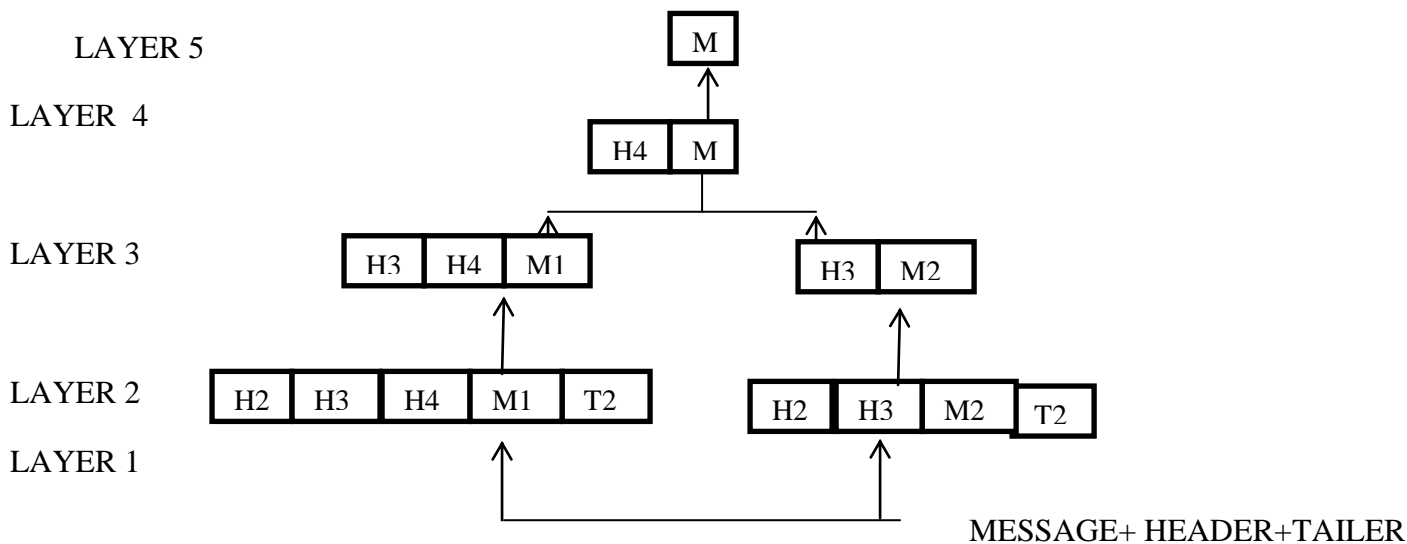 LAYER 5
M
LAYER 4
H4 M
LAYER 3
H3 H4 M1 H3 M2
LAYER 2
H2 H3 H4 M1 T2 H2 H3 M2 T2
LAYER 1
MESSAGE+ HEADER+TAILER